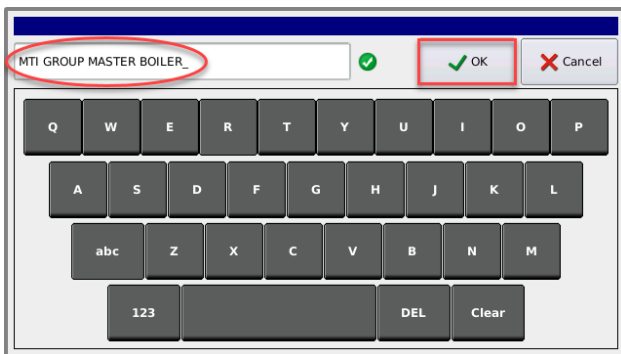 MTI GROUP MASTER BOILER_ OK Cancel
Q W E R T Y U I O P
A S D F G H J K L
abc Z X C V B N M
123 DEL Clear